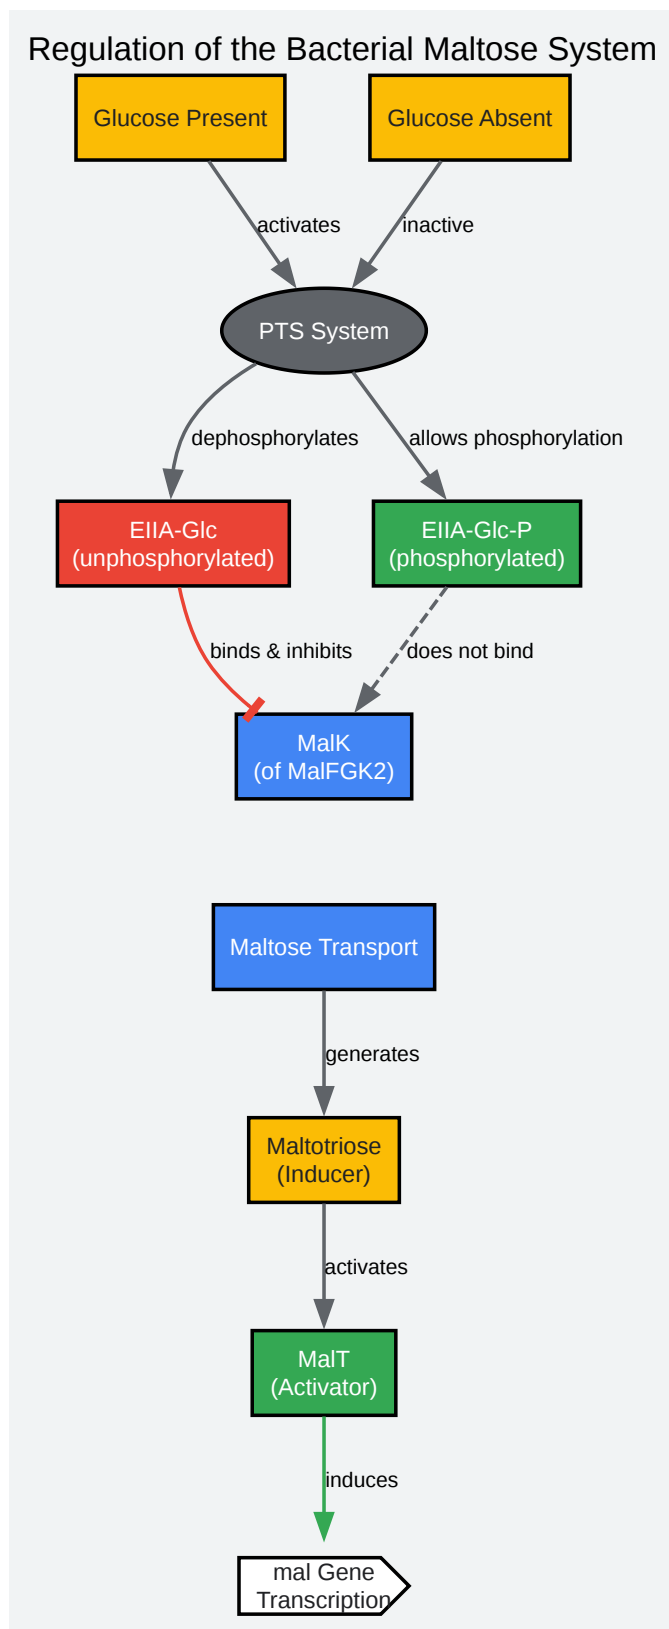 Regulation of the Bacterial Maltose System
Glucose Present
Glucose Absent
activates
inactive
PTS System
dephosphorylates
allows phosphorylation
EIIA-Glc
(unphosphorylated)
EIIA-Glc-P
(phosphorylated)
binds & inhibits
does not bind
MalK
(of MalFGK2)
Maltose Transport
generates
Maltotriose
(Inducer)
activates
MalT
(Activator)
induces
mal Gene
Transcription